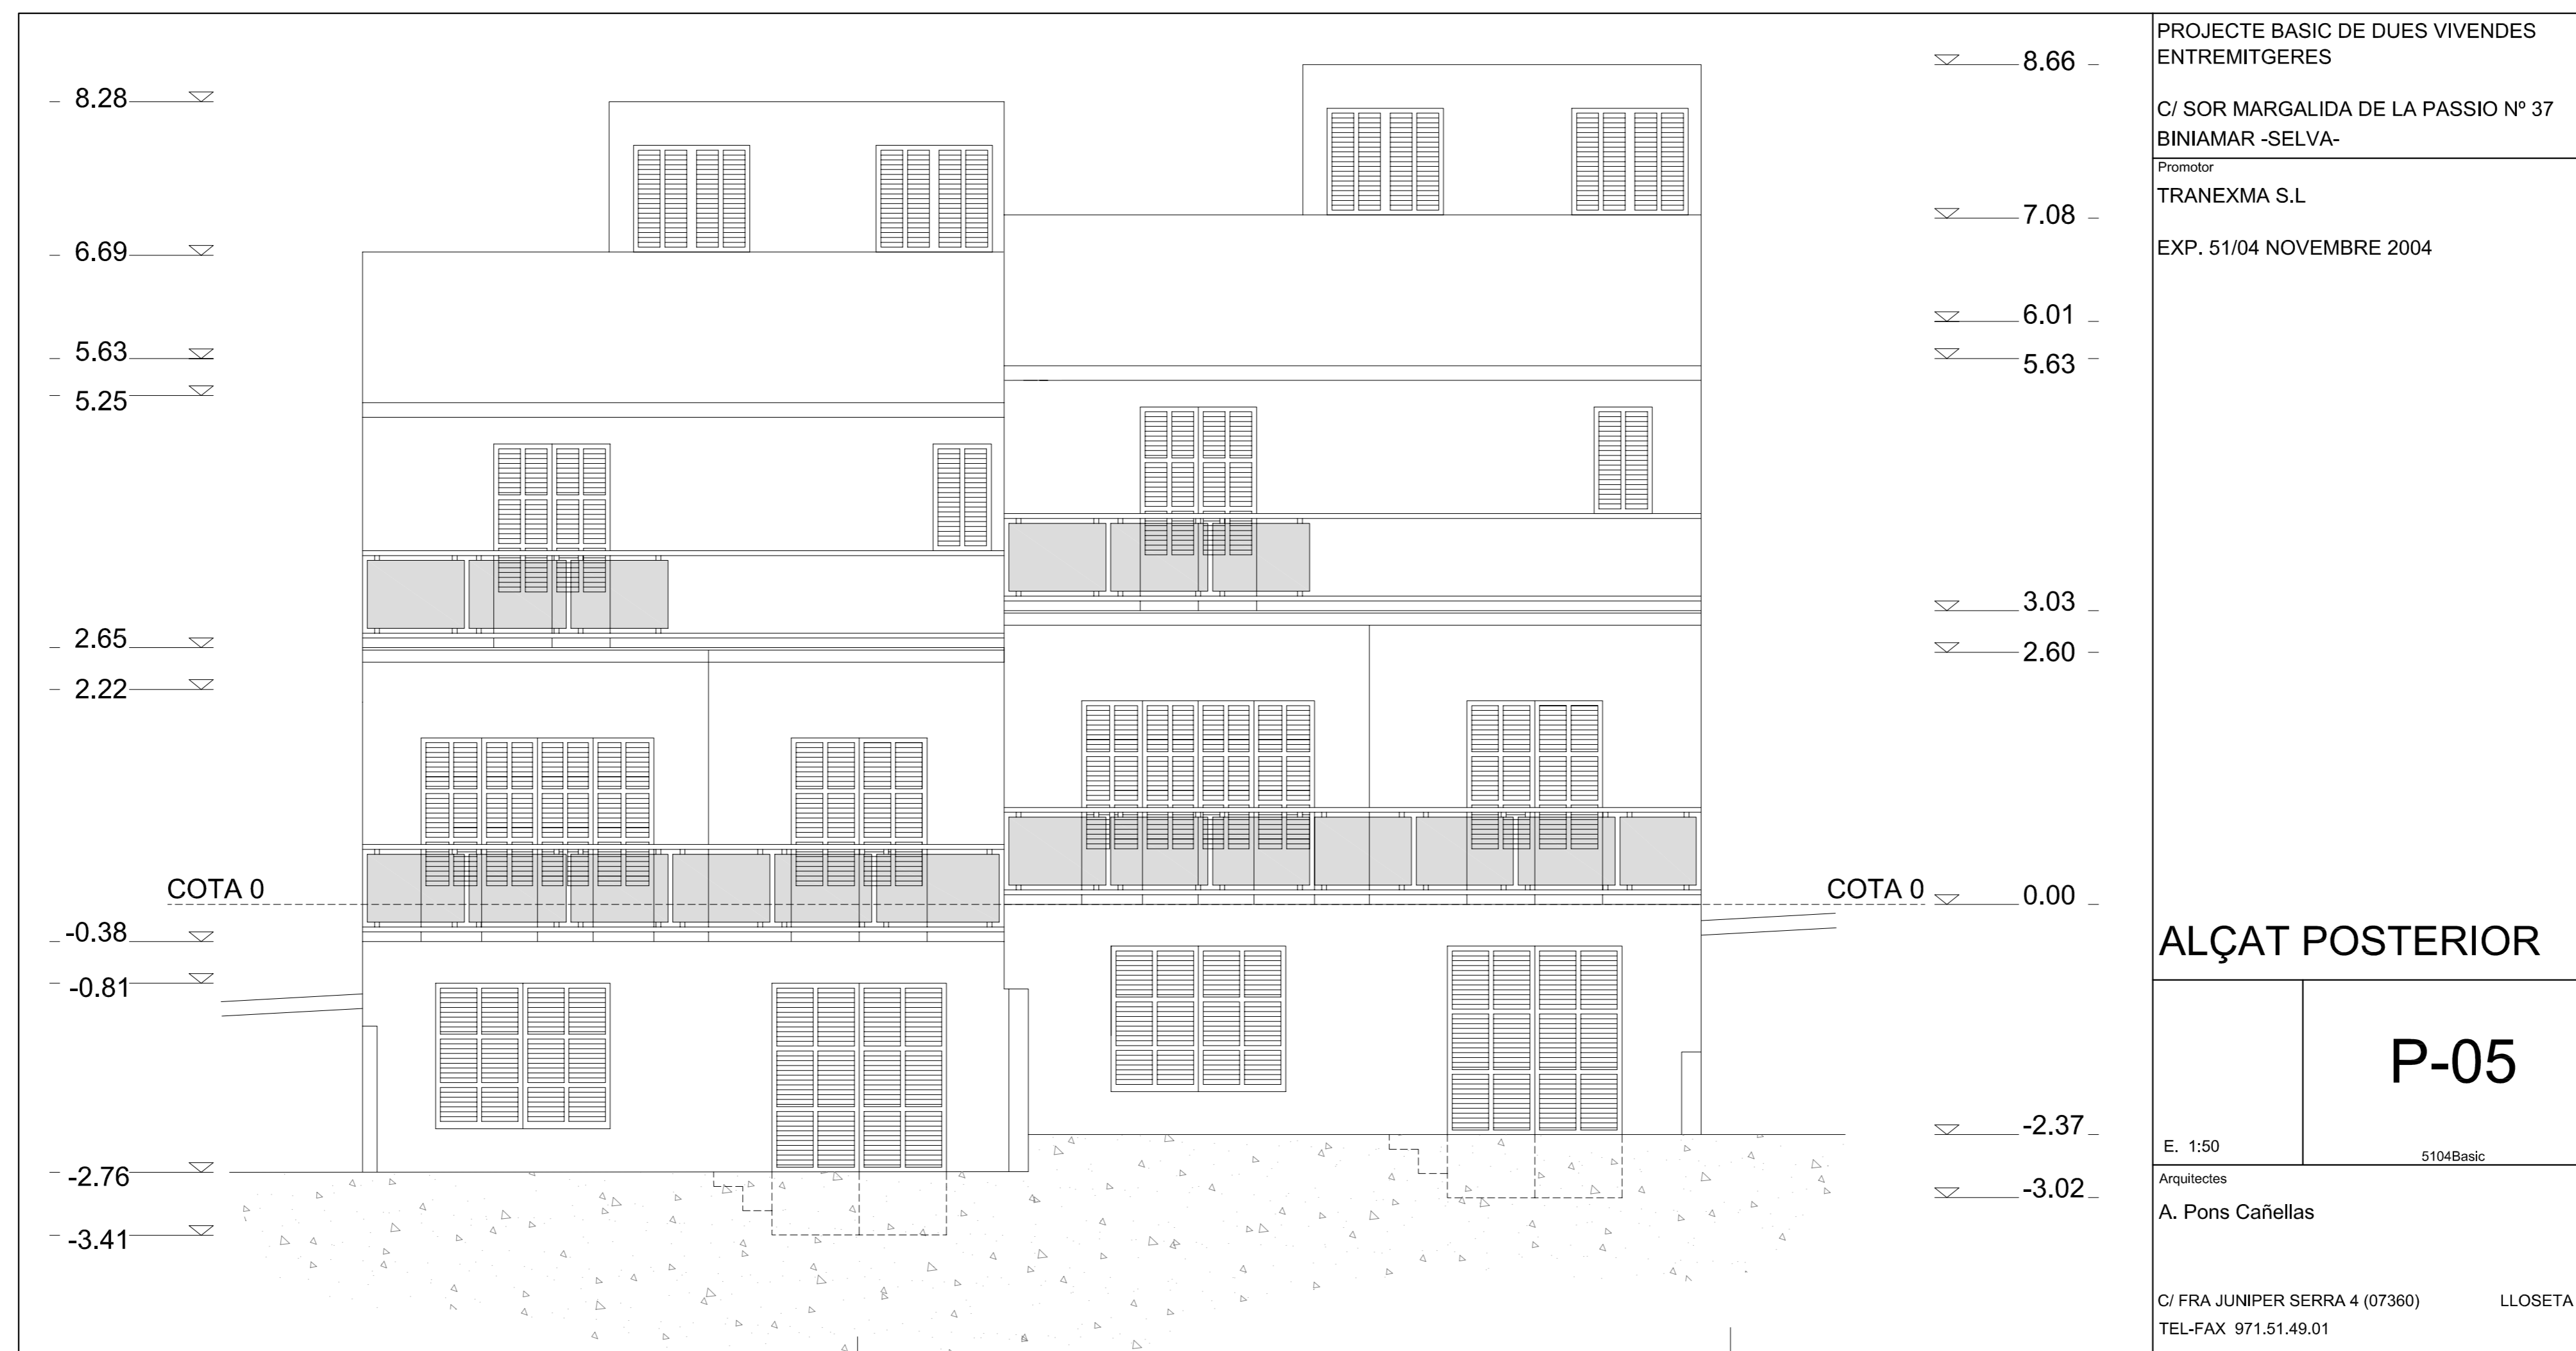 8.28
6.69
5.63
5.25
2.65
2.22
COTA 0
-0.38
-0.81
-2.76
-3.41
8.66
7.08
6.01
5.63
3.03
2.60
COTA 0
0.00
-2.37
-3.02
PROJECTE BASIC DE DUES VIVENDES
ENTREMITGERES
C/ SOR MARGALIDA DE LA PASSIO Nº 37
BINIAMAR -SELVA-
Promotor
TRANEXMA S.L
EXP. 51/04 NOVEMBRE 2004
ALÇAT POSTERIOR
P-05
E. 1:50
5104Basic
Arquitectes
A. Pons Cañellas
C/ FRA JUNIPER SERRA 4 (07360) LLOSETA
TEL-FAX 971.51.49.01